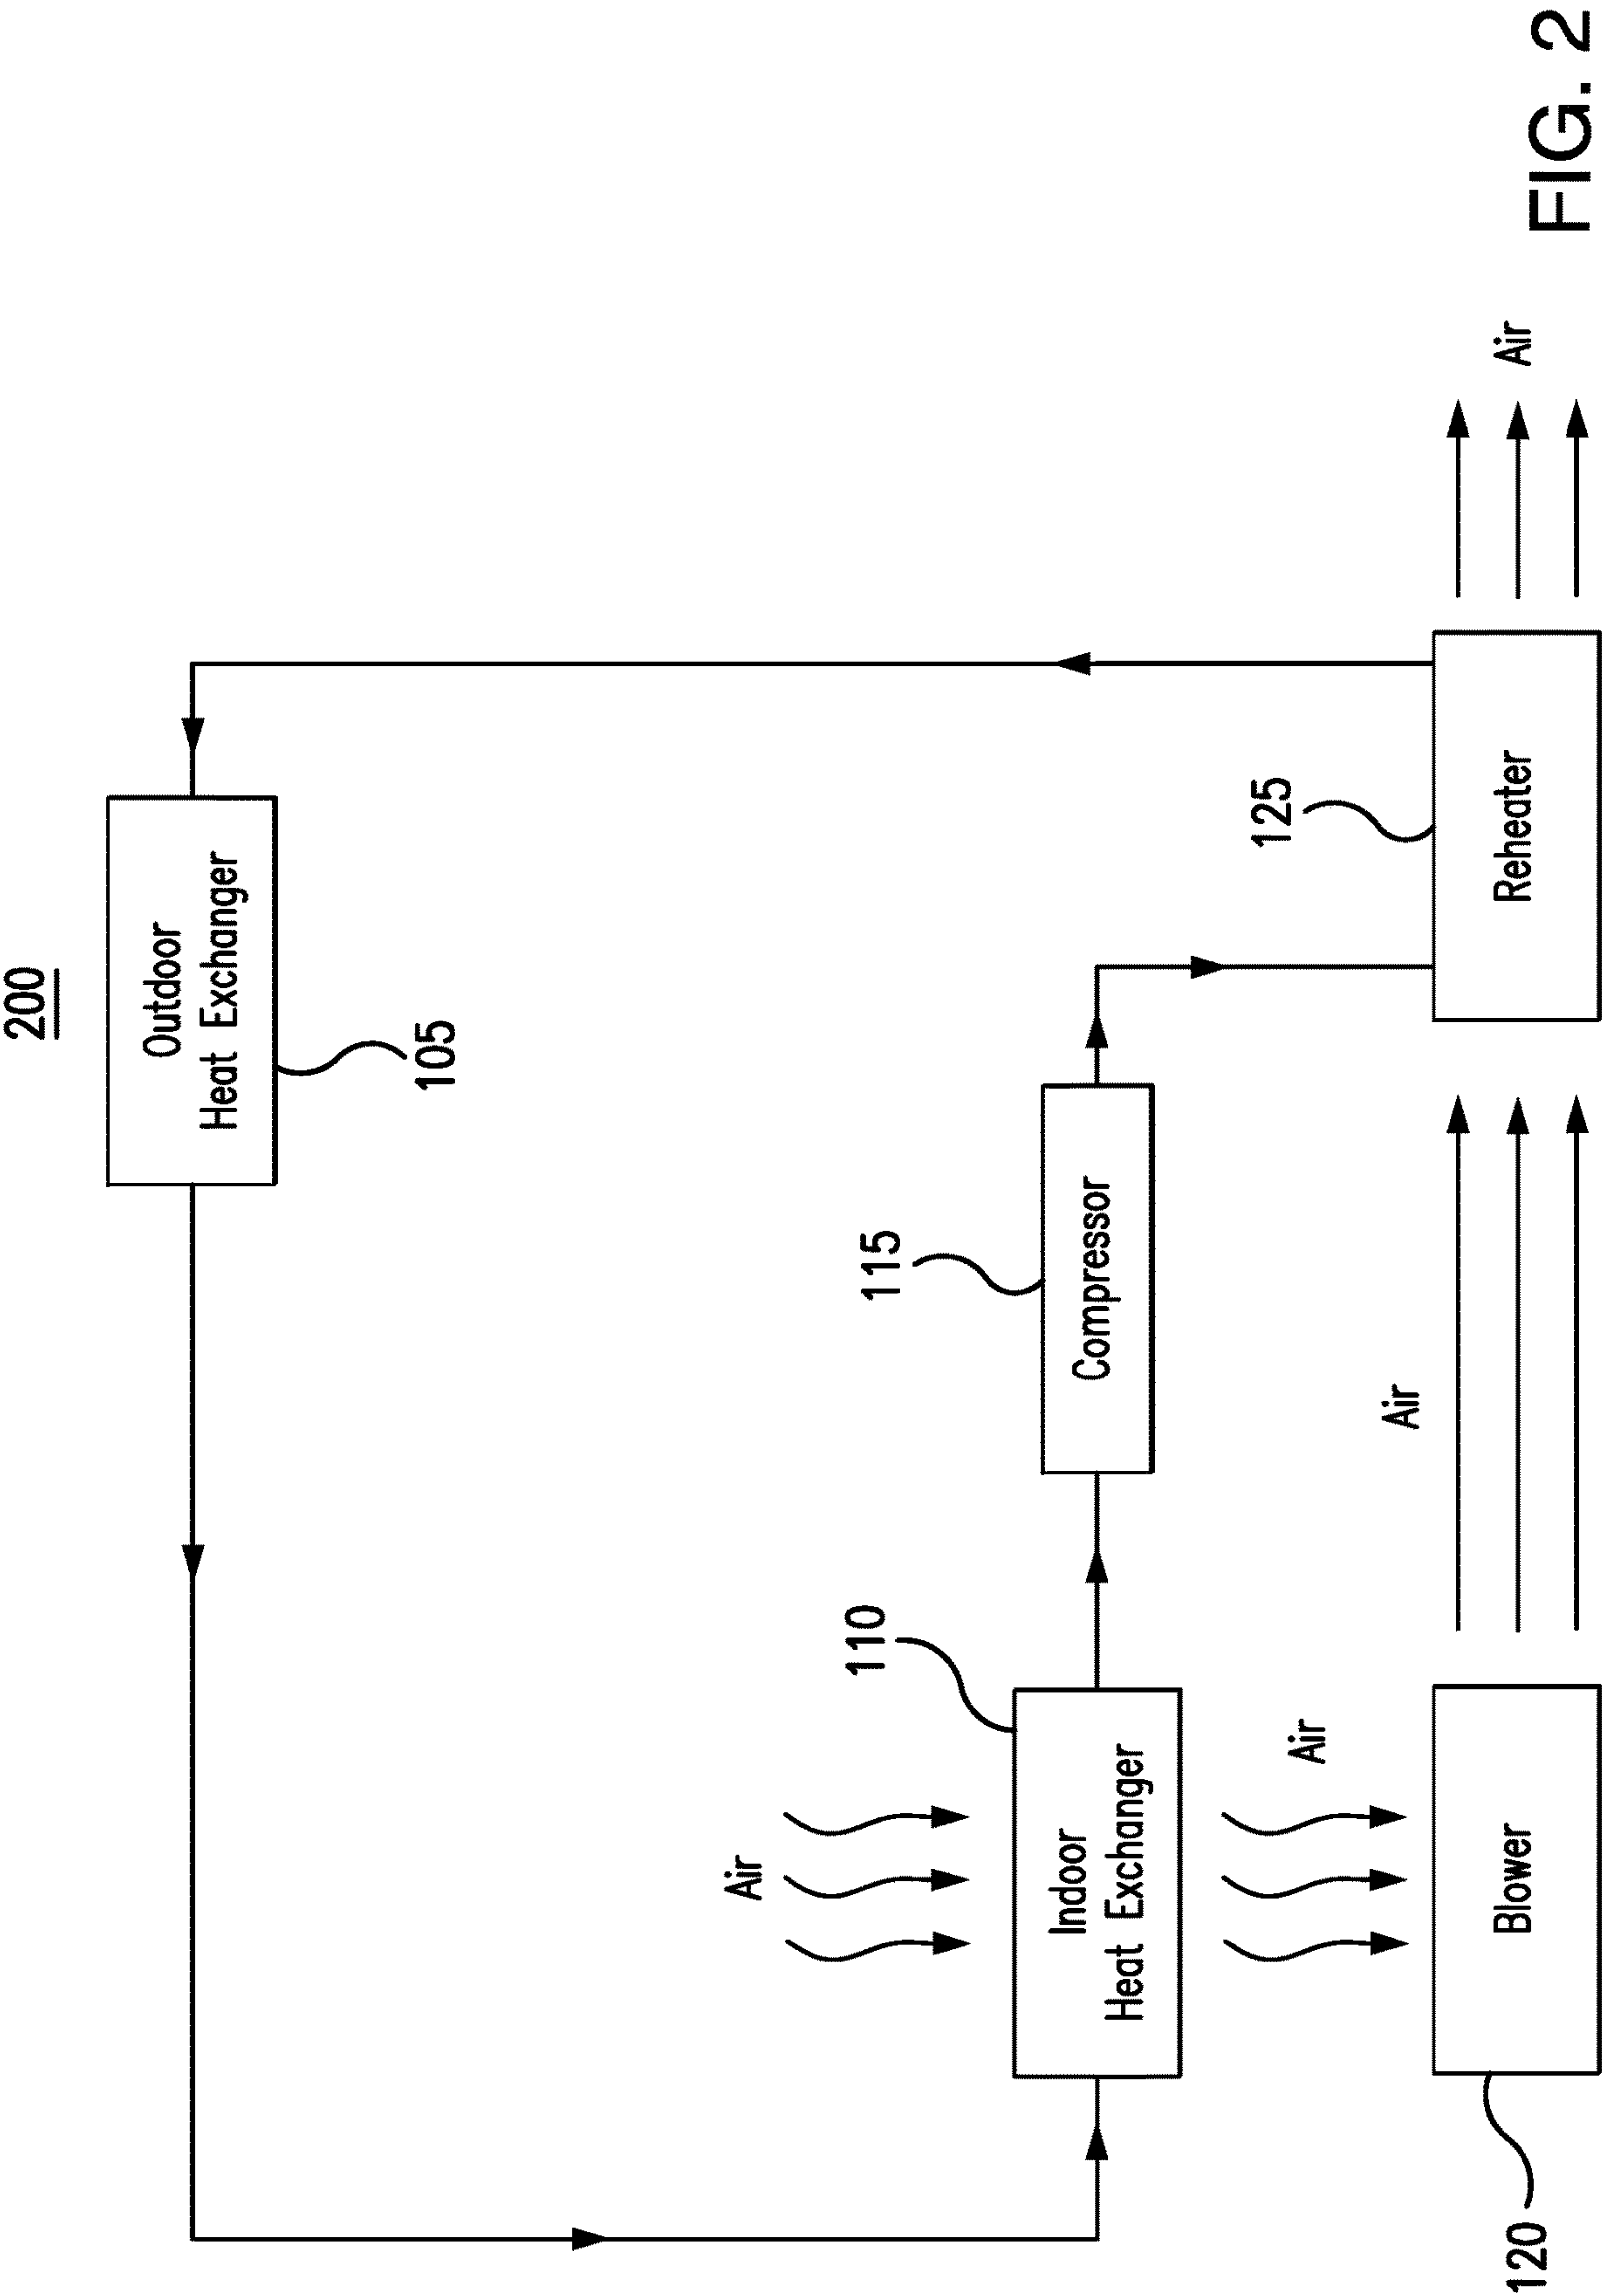 200
Outdoor
Heat Exchanger
105
Air
110
115
Indoor
Heat Exchanger
Compressor
Air
125
Air
120
Blower
Reheater
Air
FIG. 2